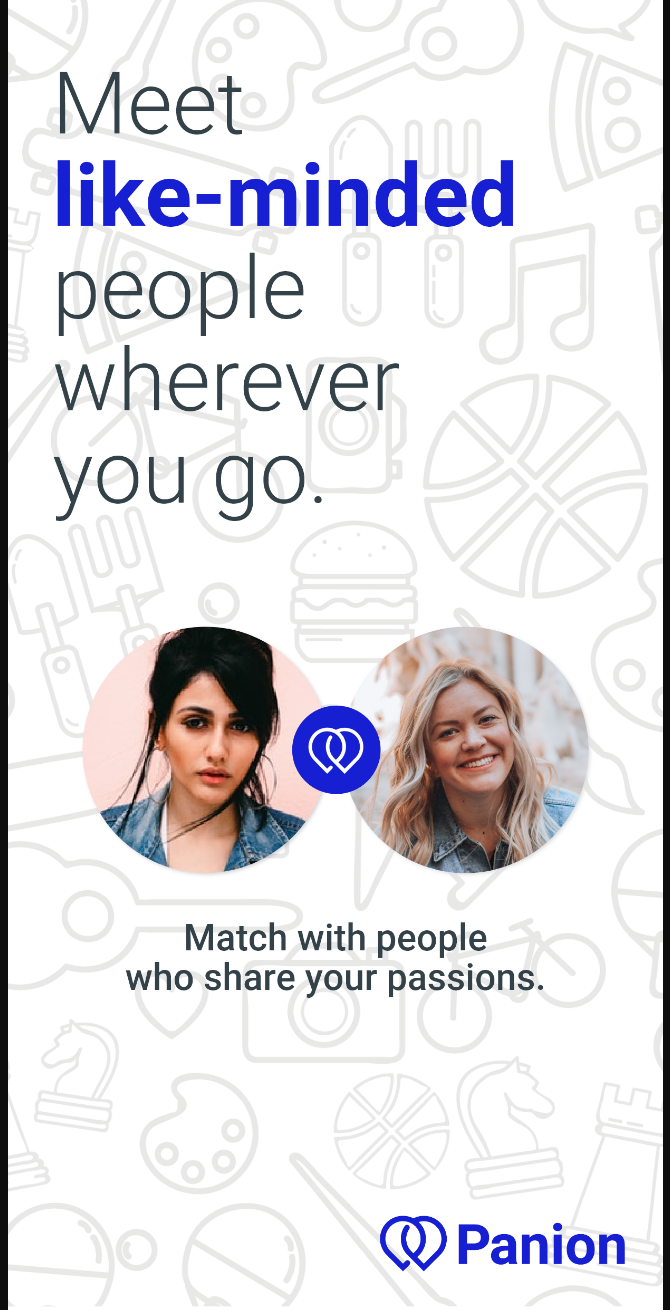 Meet
like-minded
people
wherever
you go.
Match with people
who share your passions.
Panion